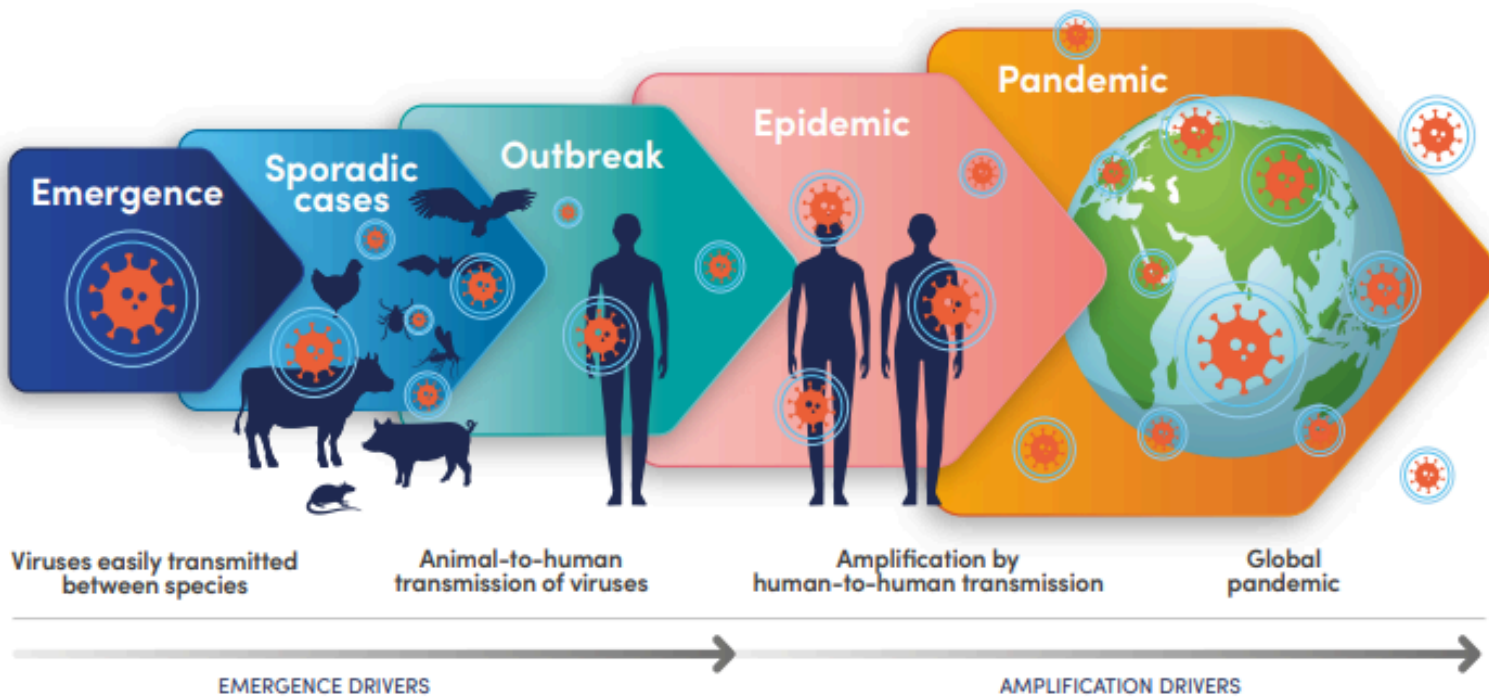 Emergence
Sporadic
cases
Outbreak
Epidemic
Pandemic
Viruses easily transmitted
between species
Animal-to-human
transmission of viruses
Amplification by
human-to-human transmission
Global
pandemic
EMERGENCE DRIVERS
AMPLIFICATION DRIVERS